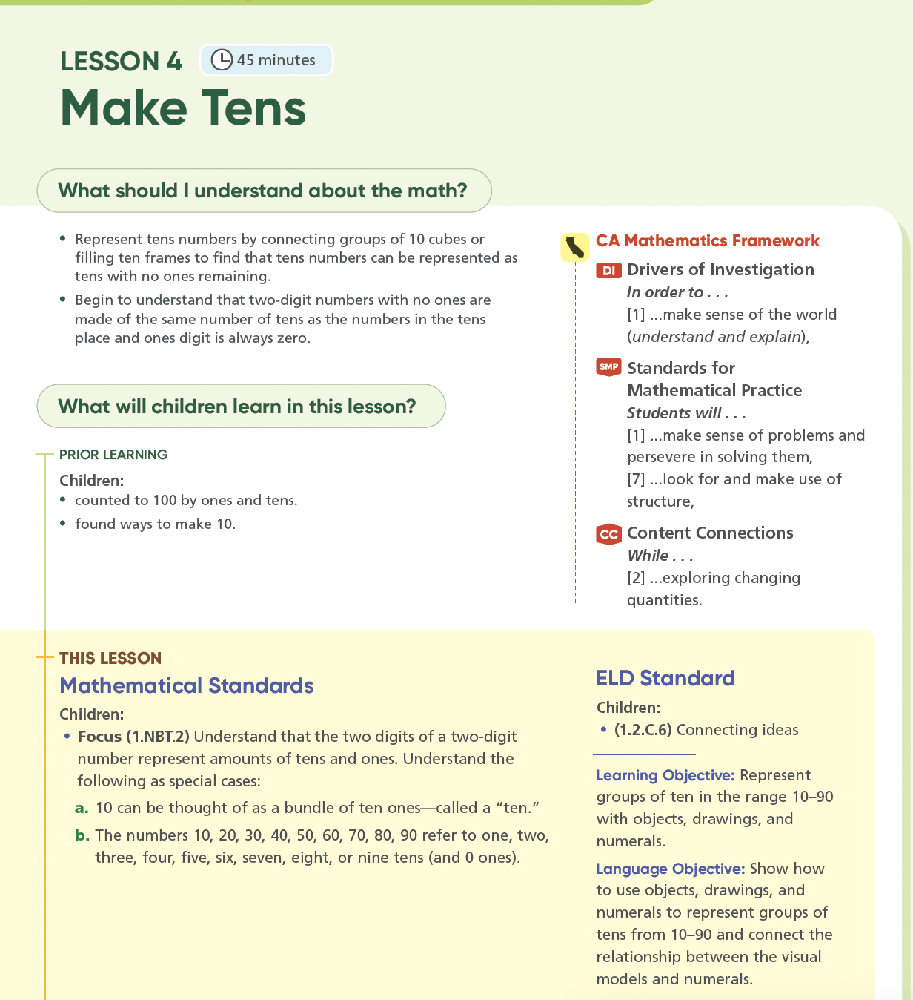 LESSON 4
45 minutes
Make Tens
What should I understand about the math?
• Represent tens numbers by connecting groups of 10 cubes or
filling ten frames to find that tens numbers can be represented as
tens with no ones remaining.
• Begin to understand that two-digit numbers with no ones are
made of the same number of tens as the numbers in the tens
place and ones digit is always zero.
What will children learn in this lesson?
PRIOR LEARNING
Children:
• counted to 100 by ones and tens.
• found ways to make 10.
CA Mathematics Framework
DI Drivers of Investigation
In order to . . .
[1] ...make sense of the world
(understand and explain),
SMP Standards for
Mathematical Practice
Students will . . .
[1] ...make sense of problems and
persevere in solving them,
[7] ...look for and make use of
structure,
CC Content Connections
While . . .
[2] ...exploring changing
quantities.
THIS LESSON
Mathematical Standards
Children:
• Focus (1.NBT.2) Understand that the two digits of a two-digit
number represent amounts of tens and ones. Understand the
following as special cases:
a. 10 can be thought of as a bundle of ten ones—called a “ten.”
b. The numbers 10, 20, 30, 40, 50, 60, 70, 80, 90 refer to one, two,
three, four, five, six, seven, eight, or nine tens (and 0 ones).
ELD Standard
Children:
• (1.2.C.6) Connecting ideas
Learning Objective: Represent
groups of ten in the range 10–90
with objects, drawings, and
numerals.
Language Objective: Show how
to use objects, drawings, and
numerals to represent groups of
tens from 10–90 and connect the
relationship between the visual
models and numerals.